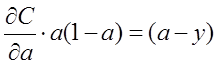 ∂C/∂a · a(1−a) = (a−y)